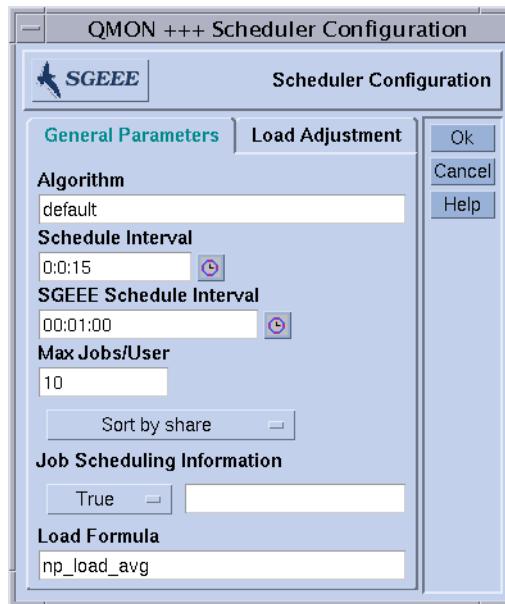 QMON +++ Scheduler Configuration
SGEEE
Scheduler Configuration
General Parameters
Load Adjustment
Ok
Cancel
Help
Algorithm
default
Schedule Interval
0:0:15
SGEEE Schedule Interval
00:01:00
Max Jobs/User
10
Sort by share
Job Scheduling Information
True
Load Formula
np_load_avg